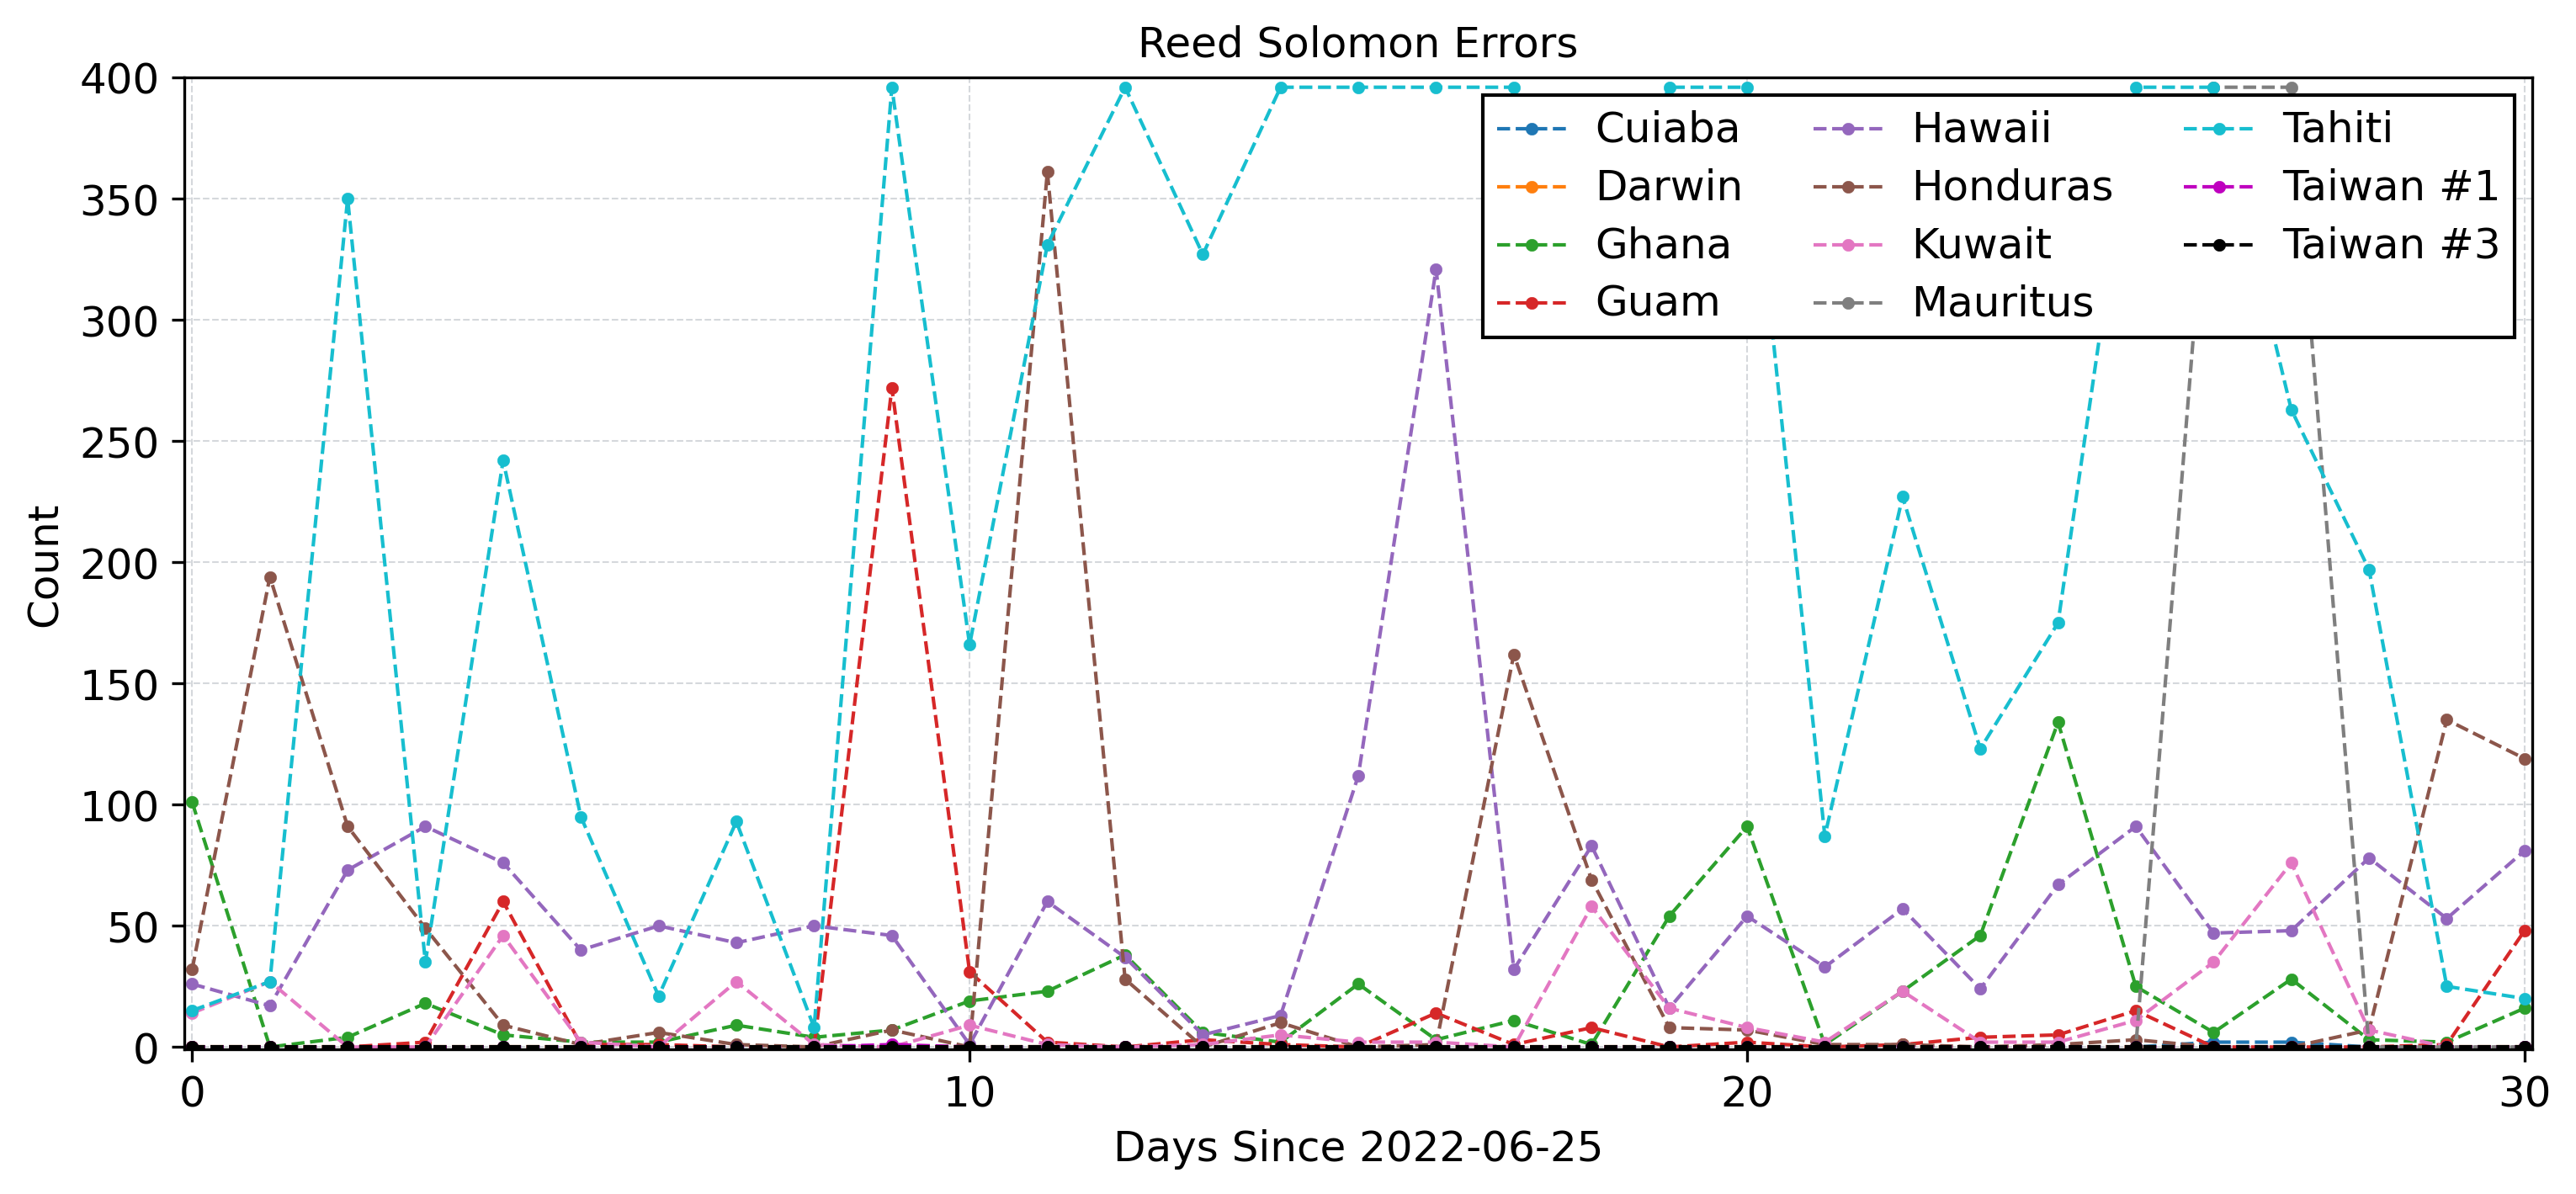 Reed Solomon Errors
400
350
300
250
200
150
100
50
0
Count
Cuiaba
Darwin
Ghana
Guam
Hawaii
Honduras
Kuwait
Mauritus
Tahiti
Taiwan #1
Taiwan #3
0 10 20 30
Days Since 2022-06-25